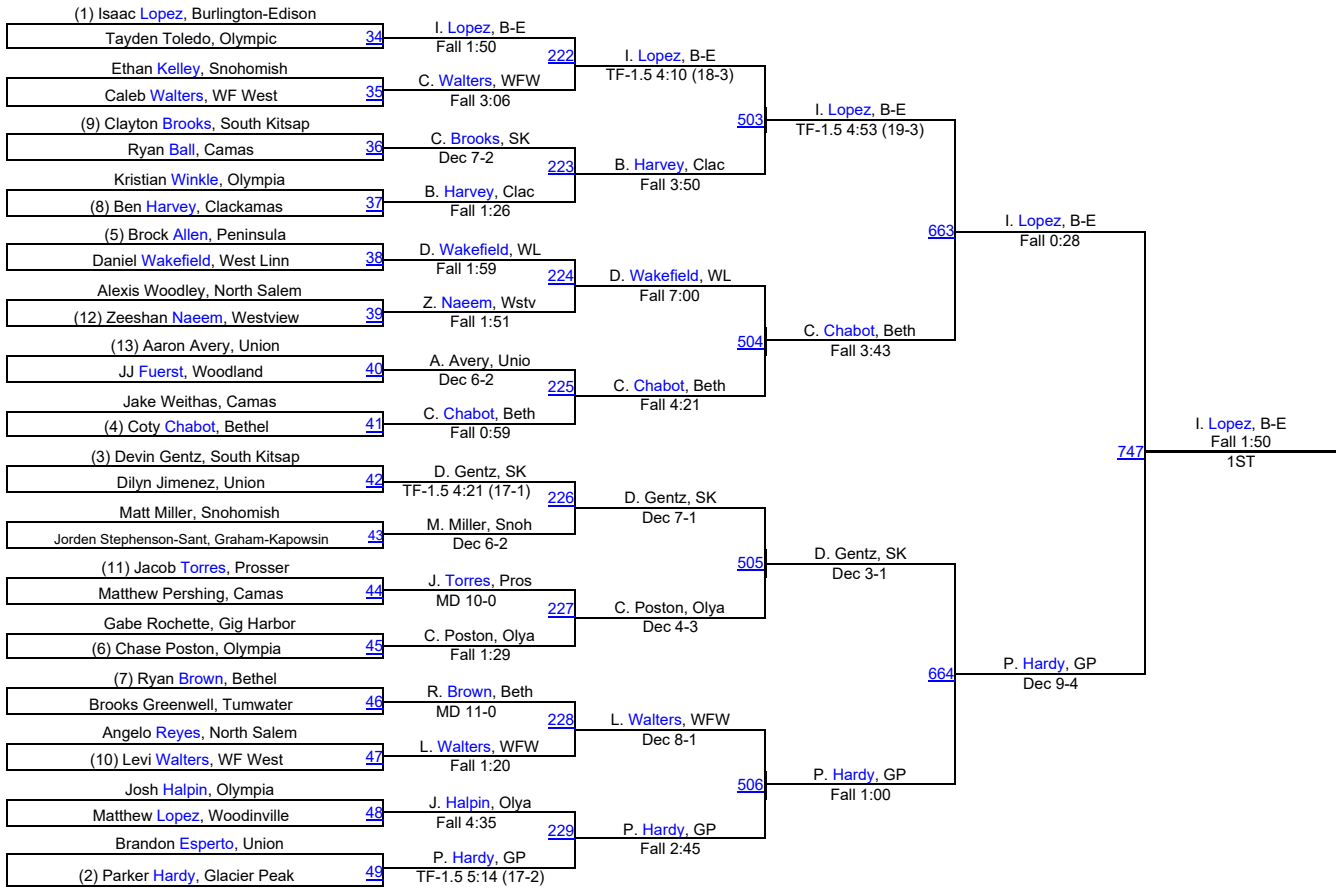 (1) Isaac Lopez, Burlington-Edison
Tayden Toledo, Olympic 34
Ethan Kelley, Snohomish
Caleb Walters, WF West 35
(9) Clayton Brooks, South Kitsap
Ryan Ball, Camas 36
Kristian Winkle, Olympia
(8) Ben Harvey, Clackamas 37
(5) Brock Allen, Peninsula
Daniel Wakefield, West Linn 38
Alexis Woodley, North Salem
(12) Zeeshan Naeem, Westview 39
(13) Aaron Avery, Union
JJ Fuerst, Woodland 40
Jake Weithas, Camas
(4) Coty Chabot, Bethel 41
(3) Devin Gentz, South Kitsap
Dilyn Jimenez, Union 42
Matt Miller, Snohomish
Jorden Stephenson-Sant, Graham-Kapowsin 43
(11) Jacob Torres, Prosser
Matthew Pershing, Camas 44
Gabe Rochette, Gig Harbor
(6) Chase Poston, Olympia 45
(7) Ryan Brown, Bethel
Brooks Greenwell, Tumwater 46
Angelo Reyes, North Salem
(10) Levi Walters, WF West 47
Josh Halpin, Olympia
Matthew Lopez, Woodinville 48
Brandon Esperto, Union
(2) Parker Hardy, Glacier Peak 49
I. Lopez, B-E
Fall 1:50
222
C. Walters, WFW
Fall 3:06
C. Brooks, SK
Dec 7-2
223
B. Harvey, Clac
Fall 1:26
D. Wakefield, WL
Fall 1:59
224
Z. Naeem, Wstv
Fall 1:51
A. Avery, Unio
Dec 6-2
225
C. Chabot, Beth
Fall 0:59
D. Gentz, SK
TF-1.5 4:21 (17-1)
226
M. Miller, Snoh
Dec 6-2
J. Torres, Pros
MD 10-0
227
C. Poston, Olya
Fall 1:29
R. Brown, Beth
MD 11-0
228
L. Walters, WFW
Fall 1:20
J. Halpin, Olya
Fall 4:35
229
P. Hardy, GP
TF-1.5 5:14 (17-2)
I. Lopez, B-E
TF-1.5 4:10 (18-3)
503
B. Harvey, Clac
Fall 3:50
D. Wakefield, WL
Fall 7:00
504
C. Chabot, Beth
Fall 4:21
D. Gentz, SK
Dec 7-1
505
C. Poston, Olya
Dec 4-3
L. Walters, WFW
Dec 8-1
506
P. Hardy, GP
Fall 2:45
I. Lopez, B-E
TF-1.5 4:53 (19-3)
663
C. Chabot, Beth
Fall 3:43
D. Gentz, SK
Dec 3-1
664
P. Hardy, GP
Fall 1:00
I. Lopez, B-E
Fall 0:28
747
P. Hardy, GP
Dec 9-4
I. Lopez, B-E
Fall 1:50
1ST